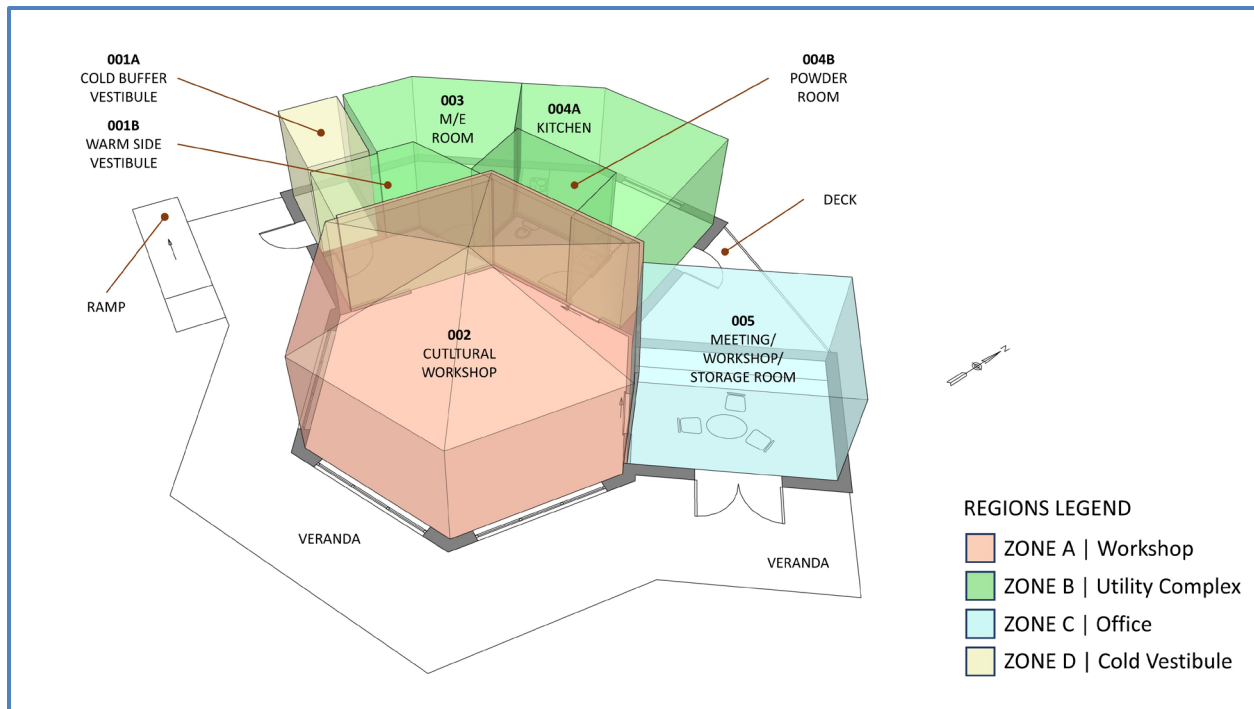 001A
COLD BUFFER
VESTIBULE
001B
WARM SIDE
VESTIBULE
003
M/E
ROOM
004A
KITCHEN
004B
POWDER
ROOM
DECK
RAMP
002
CUTLTURAL
WORKSHOP
005
MEETING/
WORKSHOP/
STORAGE ROOM
N
VERANDA
VERANDA
REGIONS LEGEND
ZONE A | Workshop
ZONE B | Utility Complex
ZONE C | Office
ZONE D | Cold Vestibule